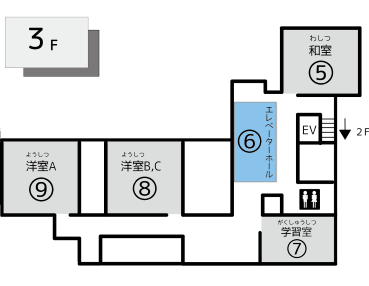 3 F
わしつ
和室
⑤
⑥
エレベーターホール
EV
2F
ようしつ
洋室A
⑨
ようしつ
洋室B,C
⑧
がくしゅうしつ
学習室
⑦